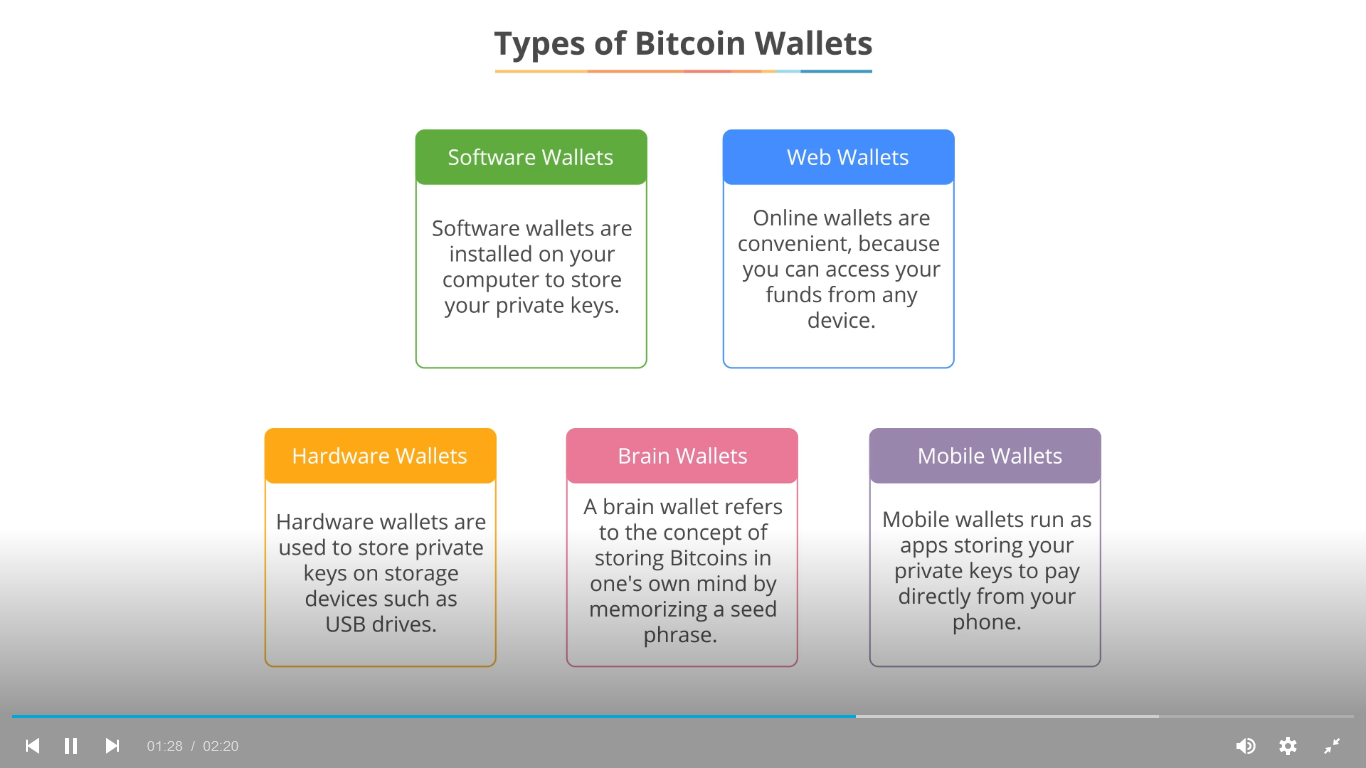 Types of Bitcoin Wallets
Software Wallets
Software wallets are
installed on your
computer to store
your private keys.
Web Wallets
Online wallets are
convenient, because
you can access your
funds from any
device.
Hardware Wallets
Hardware wallets are
used to store private
keys on storage
devices such as
USB drives.
Brain Wallets
A brain wallet refers
to the concept of
storing Bitcoins in
one's own mind by
memorizing a seed
phrase.
Mobile Wallets
Mobile wallets run as
apps storing your
private keys to pay
directly from your
phone.
01:28 / 02:20